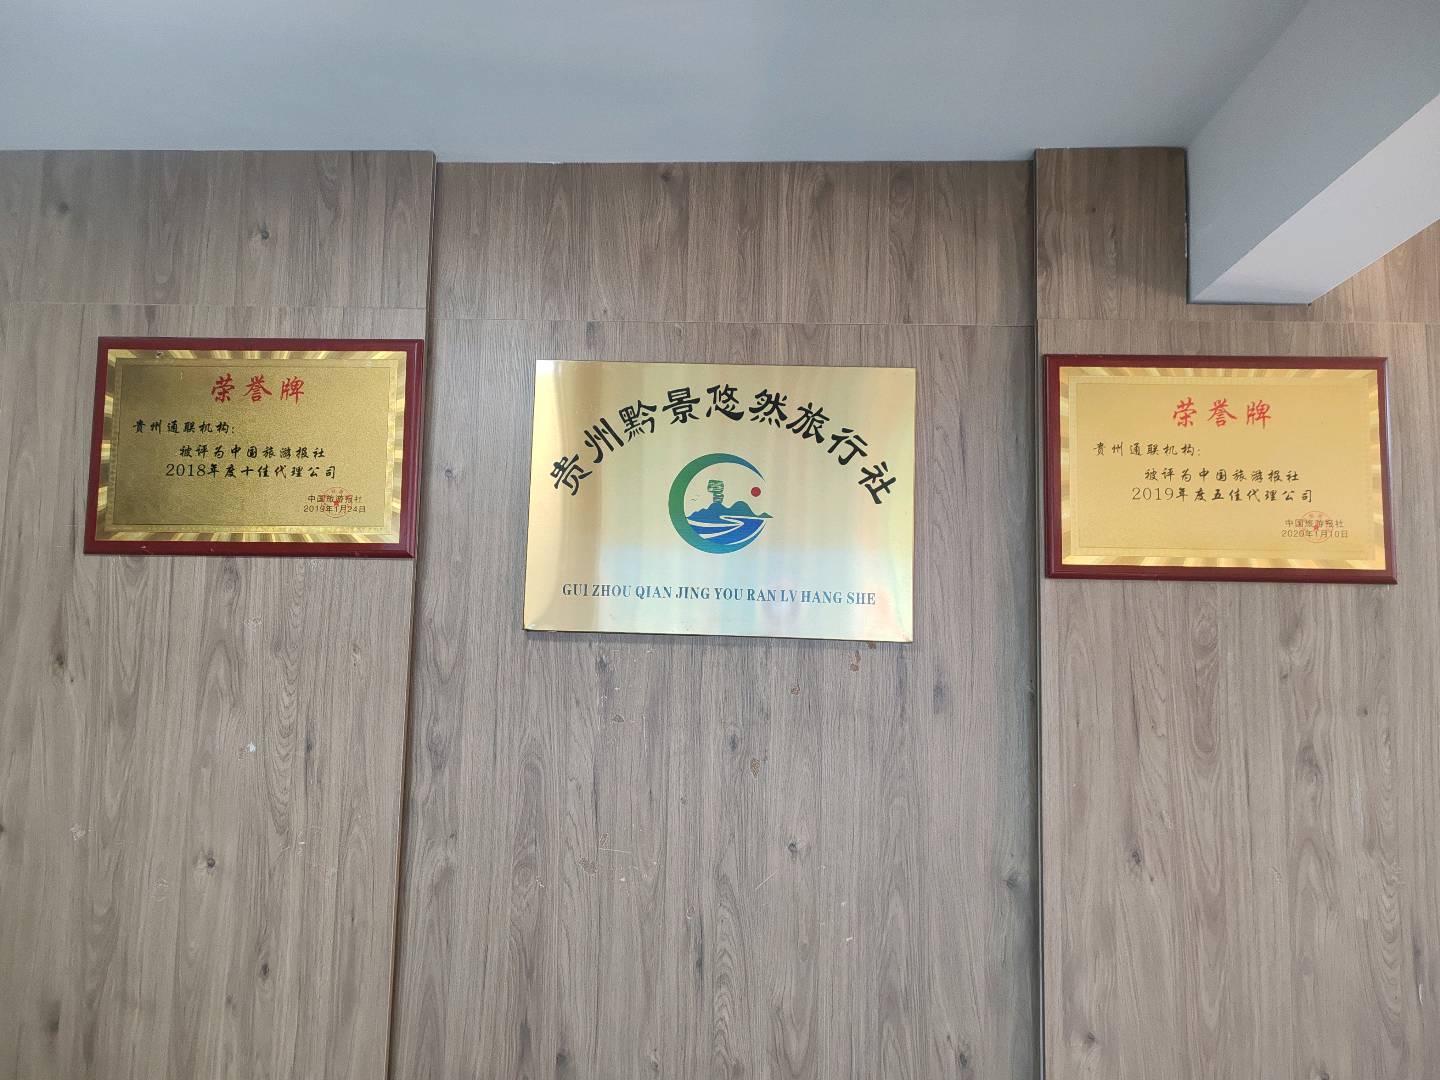 荣誉牌
贵州通联机构：
被评为中国旅游报社
2018年度十佳代理公司
中国旅游报社
2019年1月24日
贵州黔景悠然旅行社
GUI ZHOU QIAN JING YOU RAN LV HANG SHE
荣誉牌
贵州通联机构：
被评为中国旅游报社
2019年度五佳代理公司
中国旅游报社
2020年1月10日